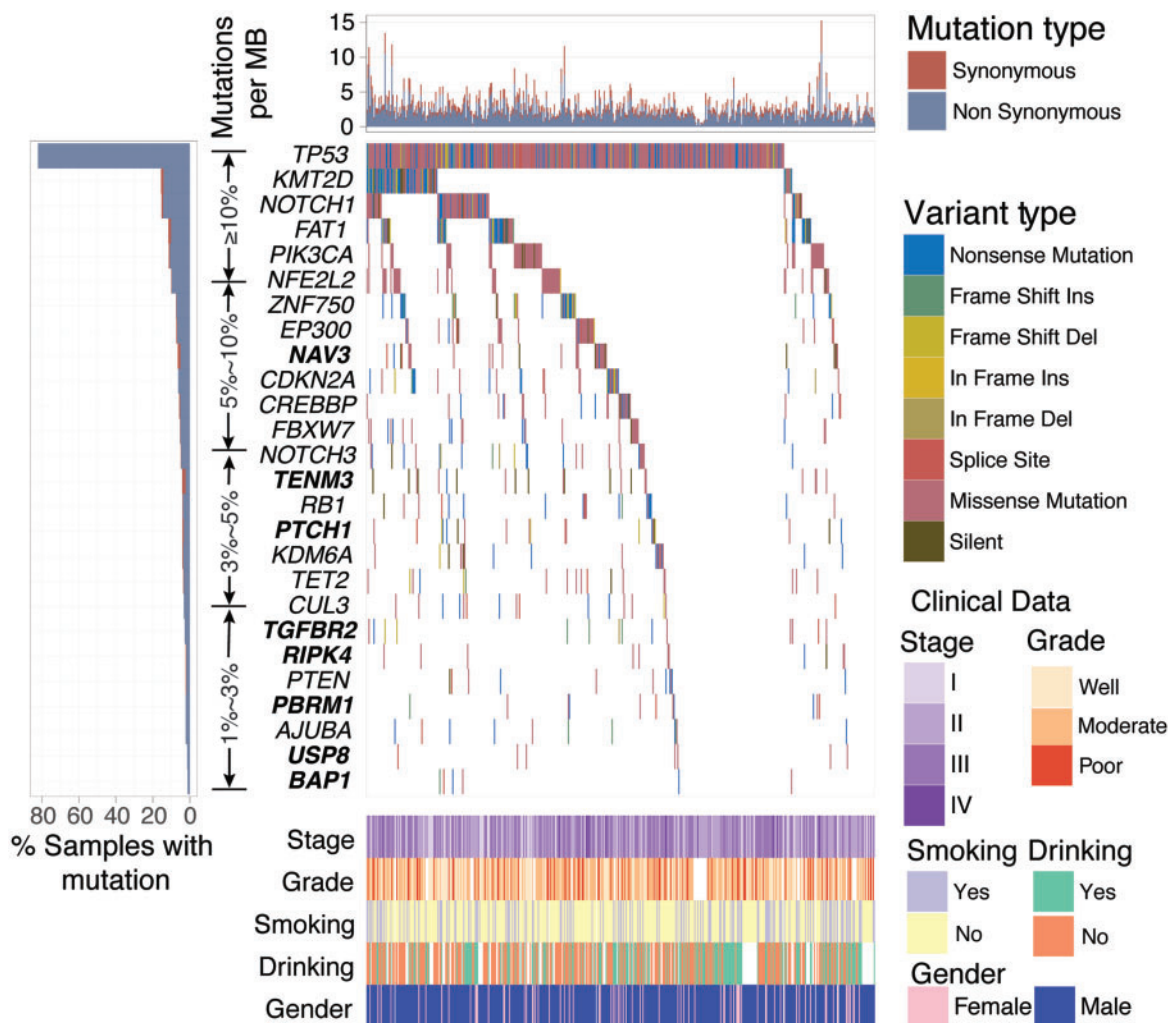 Mutations
per MB
15
10
5
0
Mutation type
Synonymous
Non Synonymous
≥10%
5%~10%
3%~5%
1%~3%
TP53
KMT2D
NOTCH1
FAT1
PIK3CA
NFE2L2
ZNF750
EP300
NAV3
CDKN2A
CREBBP
FBXW7
NOTCH3
TENM3
RB1
PTCH1
KDM6A
TET2
CUL3
TGFBR2
RIPK4
PTEN
PBRM1
AJUBA
USP8
BAP1
80 60 40 20 0
% Samples with
mutation
Stage
Grade
Smoking
Drinking
Gender
Variant type
Nonsense Mutation
Frame Shift Ins
Frame Shift Del
In Frame Ins
In Frame Del
Splice Site
Missense Mutation
Silent
Clinical Data
Stage
I
II
III
IV
Grade
Well
Moderate
Poor
Smoking
Yes
No
Drinking
Yes
No
Gender
Female
Male